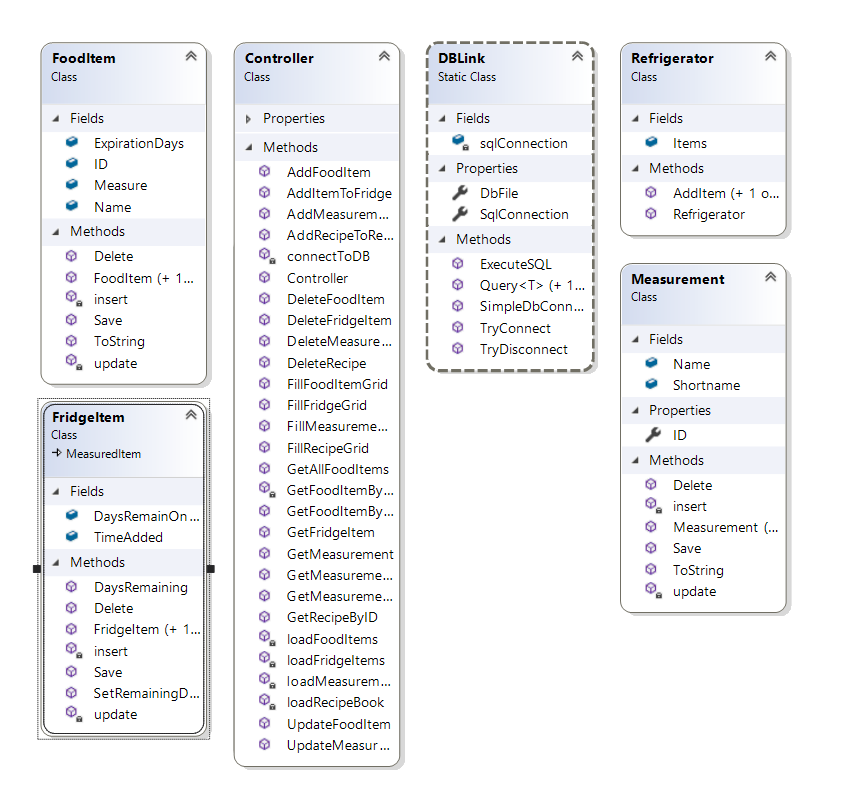 FoodItem
Class
Fields
ExpirationDays
ID
Measure
Name
Methods
Delete
FoodItem (+ 1...
insert
Save
ToString
update
FridgeItem
Class
MeasuredItem
Fields
DaysRemainOn...
TimeAdded
Methods
DaysRemaining
Delete
FridgeItem (+ 1...
insert
Save
SetRemainingD...
update
Controller
Class
Properties
Methods
AddFoodItem
AddItemToFridge
AddMeasurem...
AddRecipeToRe...
connectToDB
Controller
DeleteFoodItem
DeleteFridgeItem
DeleteMeasure...
DeleteRecipe
FillFoodItemGrid
FillFridgeGrid
FillMeasureme...
FillRecipeGrid
GetAllFoodItems
GetFoodItemBy...
GetFoodItemBy...
GetFridgeItem
GetMeasurement
GetMeasureme...
GetMeasureme...
GetRecipeByID
loadFoodItems
loadFridgeItems
loadMeasurem...
loadRecipeBook
UpdateFoodItem
UpdateMeasur...
DBLink
Static Class
Fields
sqlConnection
Properties
DbFile
SqlConnection
Methods
ExecuteSQL
Query<T> (+ 1...
SimpleDbConn...
TryConnect
TryDisconnect
Refrigerator
Class
Fields
Items
Methods
AddItem (+ 1 o...
Refrigerator
Measurement
Class
Fields
Name
Shortname
Properties
ID
Methods
Delete
insert
Measurement (...
Save
ToString
update